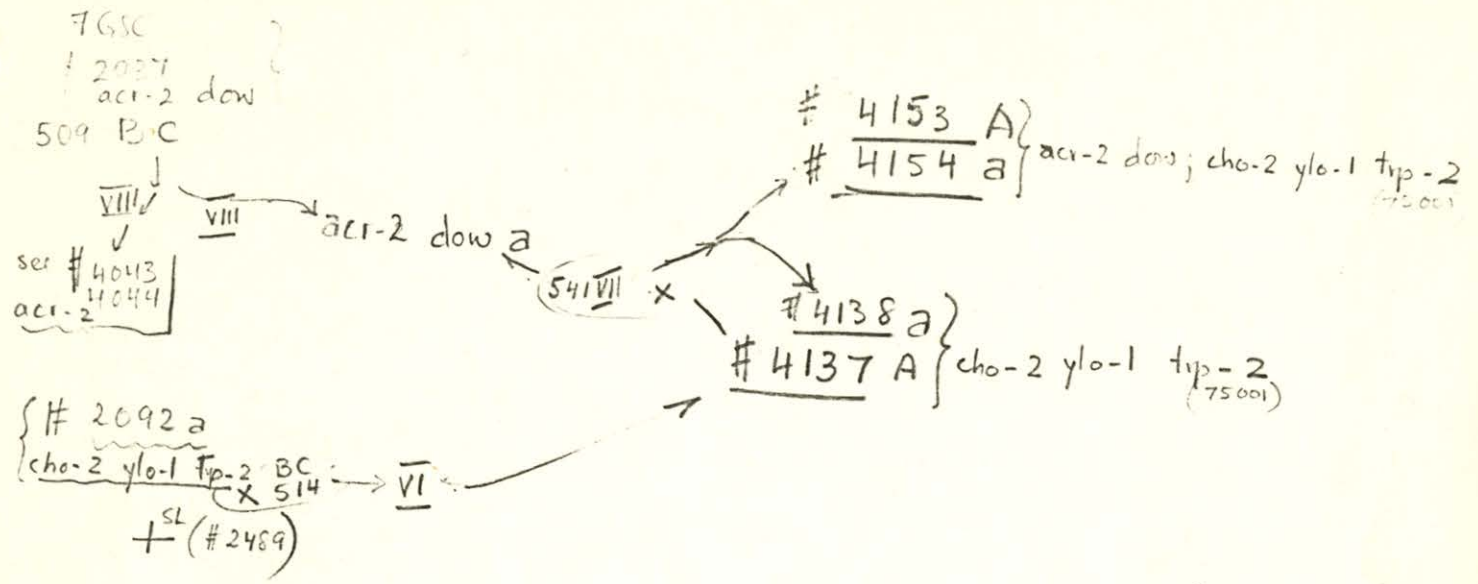 7 GSC
acr-2 dow
509 BC
VIII
VIII
acr-2 dow a
ser # 4043
4044
acr-2
541 VII x
# 4153 A
# 4154 a
acr-2 dow; cho-2 ylo-1 trp-2
(75001)
# 4138 a
# 4137 A
cho-2 ylo-1 trp-2
(75001)
# 2092 a
cho-2 ylo-1 Trp-2 BC
x 514
VI
+ SL (#2489)